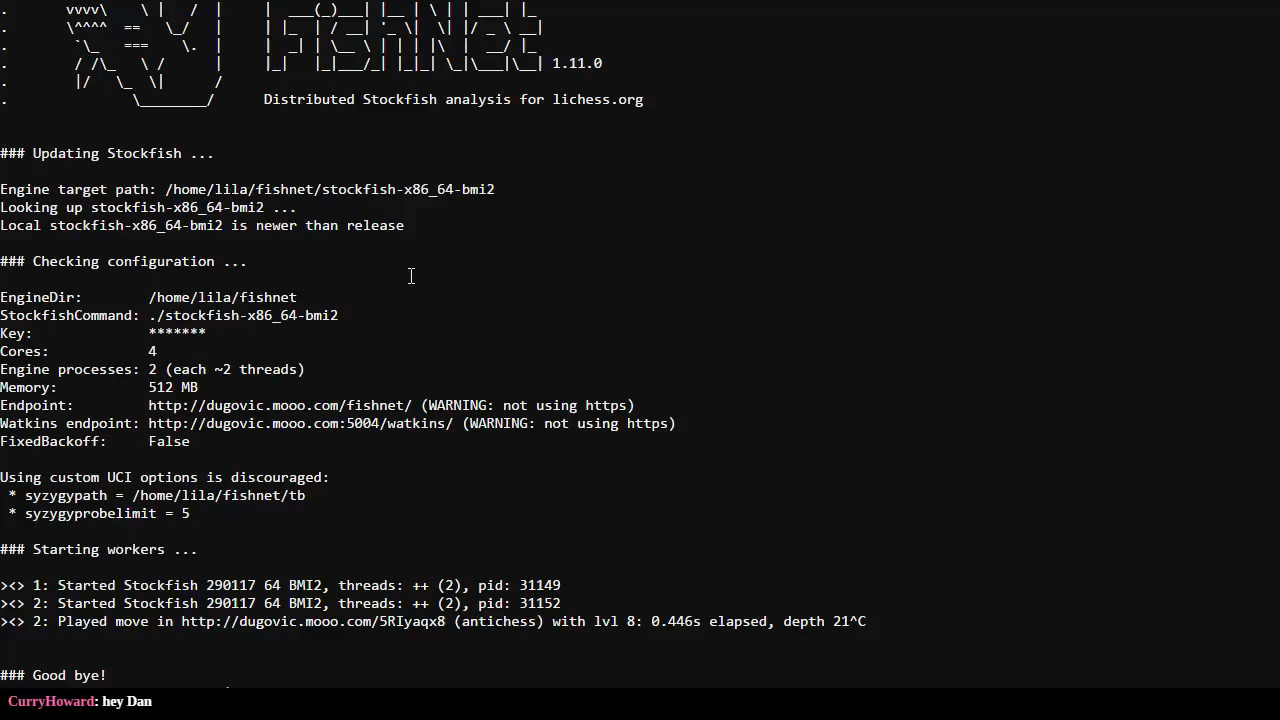 .       vvvv\    \ |   /  |     |  ___(_)___| |__ | \ | | ___| |_
.       \^^^^ ==   \_/   |     | |_  | / __| '_ \|  \| |/ _ \ __|
.        `\_   ===    \.  |     |  _| | \__ \ | | | |\  |  __/ |_
.        / /\_   \ /      |     |_|   |_|___/_| |_|_| \_|\___|\__| 1.11.0
.        |/   \_  \|      /
.               \________/      Distributed Stockfish analysis for lichess.org
### Updating Stockfish ...
Engine target path: /home/lila/fishnet/stockfish-x86_64-bmi2
Looking up stockfish-x86_64-bmi2 ...
Local stockfish-x86_64-bmi2 is newer than release
### Checking configuration ...
EngineDir:        /home/lila/fishnet
StockfishCommand: ./stockfish-x86_64-bmi2
Key:              *******
Cores:            4
Engine processes: 2 (each ~2 threads)
Memory:           512 MB
Endpoint:         http://dugovic.mooo.com/fishnet/ (WARNING: not using https)
Watkins endpoint: http://dugovic.mooo.com:5004/watkins/ (WARNING: not using https)
FixedBackoff:     False
Using custom UCI options is discouraged:
 * syzygypath = /home/lila/fishnet/tb
 * syzygyprobelimit = 5
### Starting workers ...
><> 1: Started Stockfish 290117 64 BMI2, threads: ++ (2), pid: 31149
><> 2: Started Stockfish 290117 64 BMI2, threads: ++ (2), pid: 31152
><> 2: Played move in http://dugovic.mooo.com/5RIyaqx8 (antichess) with lvl 8: 0.446s elapsed, depth 21^C
### Good bye!
CurryHoward: hey Dan